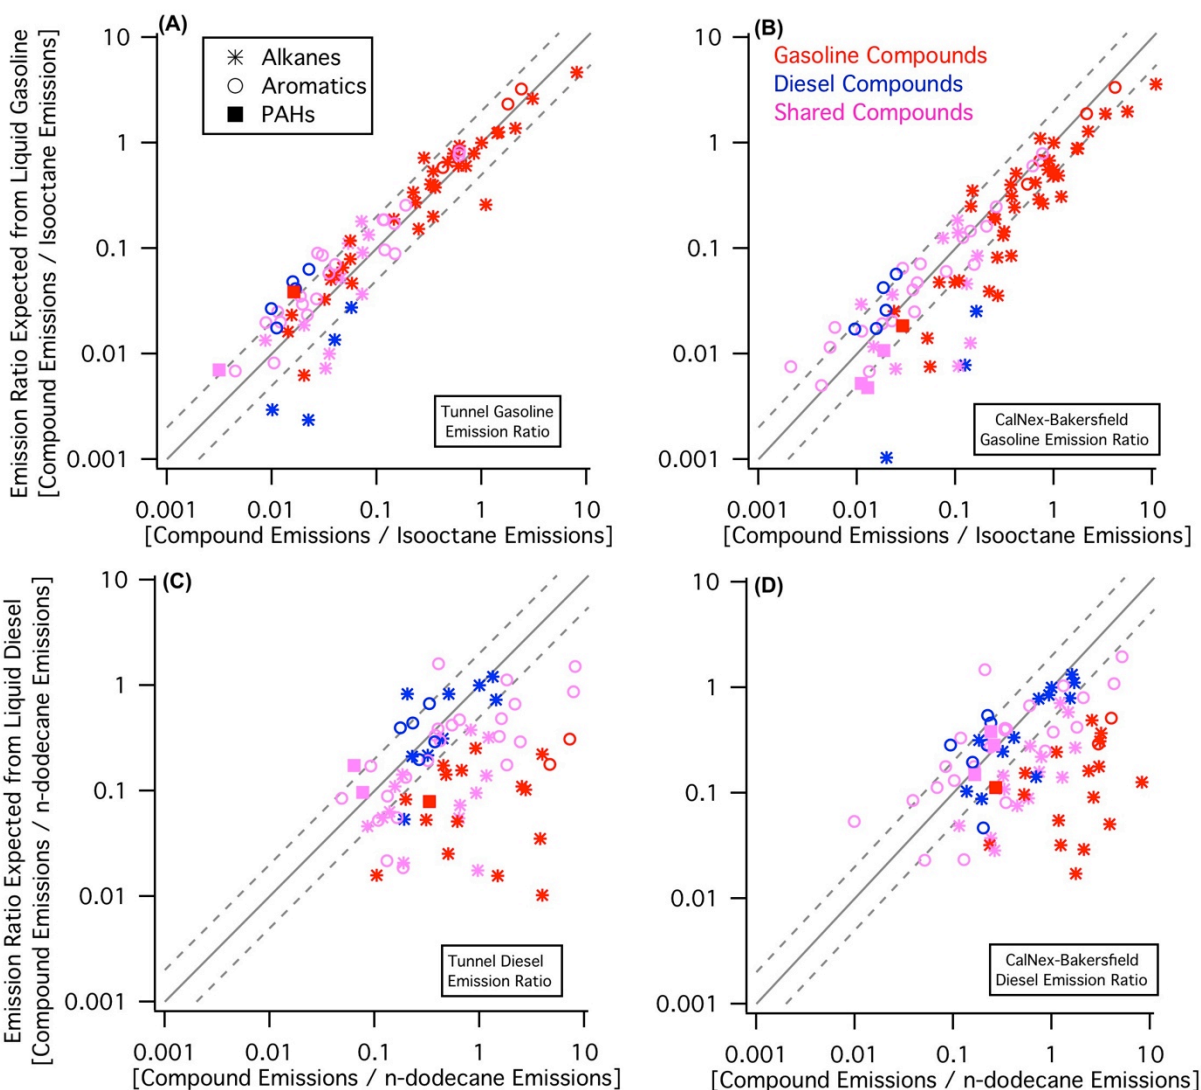 Emission Ratio Expected from Liquid Gasoline
[Compound Emissions / Isooctane Emissions]
(A)
10
1
0.1
0.01
0.001
Alkanes
Aromatics
PAHs
Tunnel Gasoline
Emission Ratio
0.001
0.01
0.1
1
10
[Compound Emissions / Isooctane Emissions]
(B)
10
1
0.1
0.01
0.001
Gasoline Compounds
Diesel Compounds
Shared Compounds
CalNex-Bakersfield
Gasoline Emission Ratio
0.001
0.01
0.1
1
10
[Compound Emissions / Isooctane Emissions]
Emission Ratio Expected from Liquid Diesel
[Compound Emissions / n-dodecane Emissions]
(C)
10
1
0.1
0.01
0.001
Tunnel Diesel
Emission Ratio
0.001
0.01
0.1
1
10
[Compound Emissions / n-dodecane Emissions]
(D)
10
1
0.1
0.01
0.001
CalNex-Bakersfield
Diesel Emission Ratio
0.001
0.01
0.1
1
10
[Compound Emissions / n-dodecane Emissions]